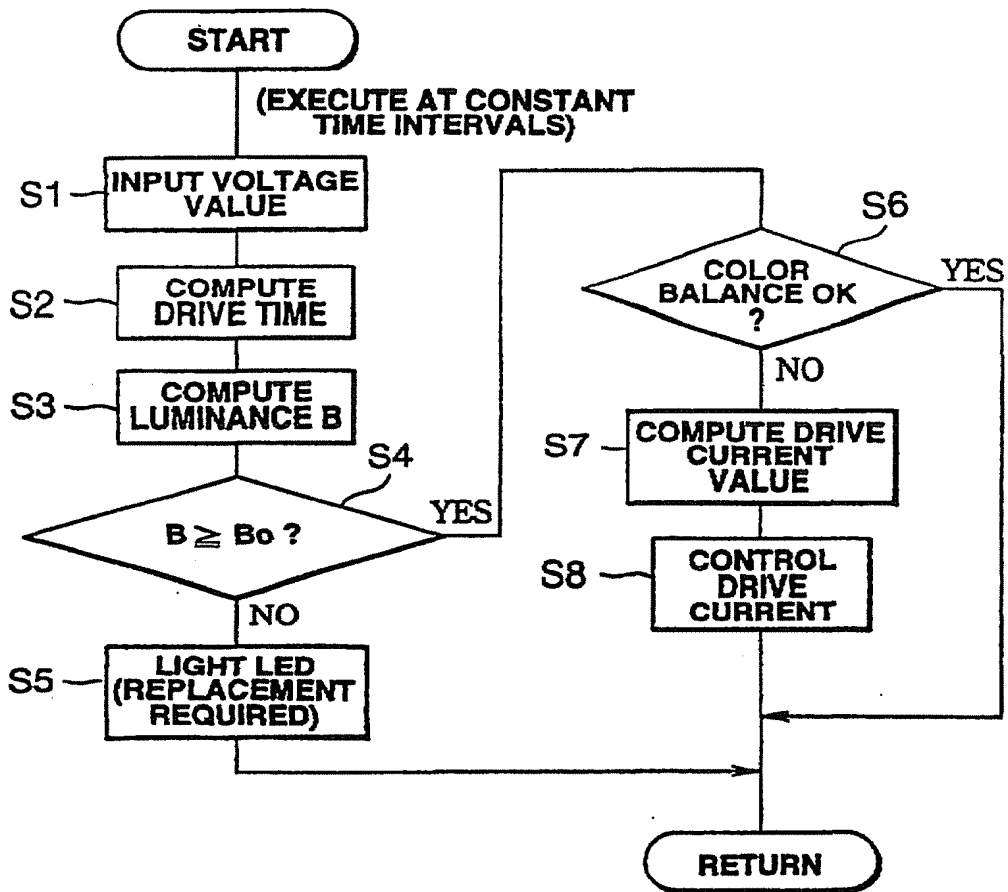 START
(EXECUTE AT CONSTANT
TIME INTERVALS)
S1
INPUT VOLTAGE
VALUE
S2
COMPUTE
DRIVE TIME
S3
COMPUTE
LUMINANCE B
S4
B ≧ Bo ?
YES
NO
S5
LIGHT LED
(REPLACEMENT
REQUIRED)
S6
COLOR
BALANCE OK
?
YES
NO
S7
COMPUTE DRIVE
CURRENT
VALUE
S8
CONTROL
DRIVE
CURRENT
RETURN